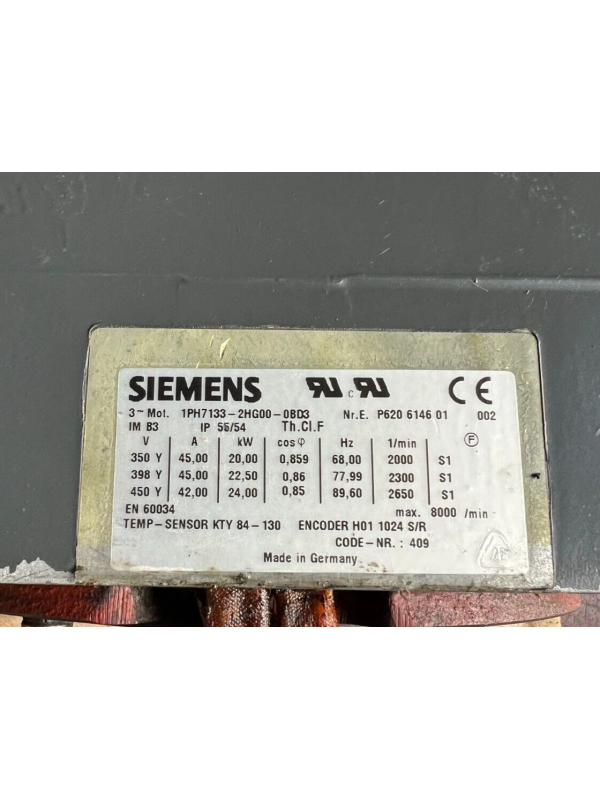 SIEMENS
3~Mot. 1PH7133-2HG00-0BD3 Nr.E. P620 6146 01 002
IM B3 IP 55/54 Th.Cl.F
V A kW cosφ Hz 1/min F
350 Y 45,00 20,00 0,859 68,00 2000 S1
398 Y 45,00 22,50 0,86 77,99 2300 S1
450 Y 42,00 24,00 0,85 89,60 2650 S1
EN 60034 max. 8000 /min
TEMP-SENSOR KTY 84-130 ENCODER H01 1024 S/R
CODE-NR.: 409
Made in Germany